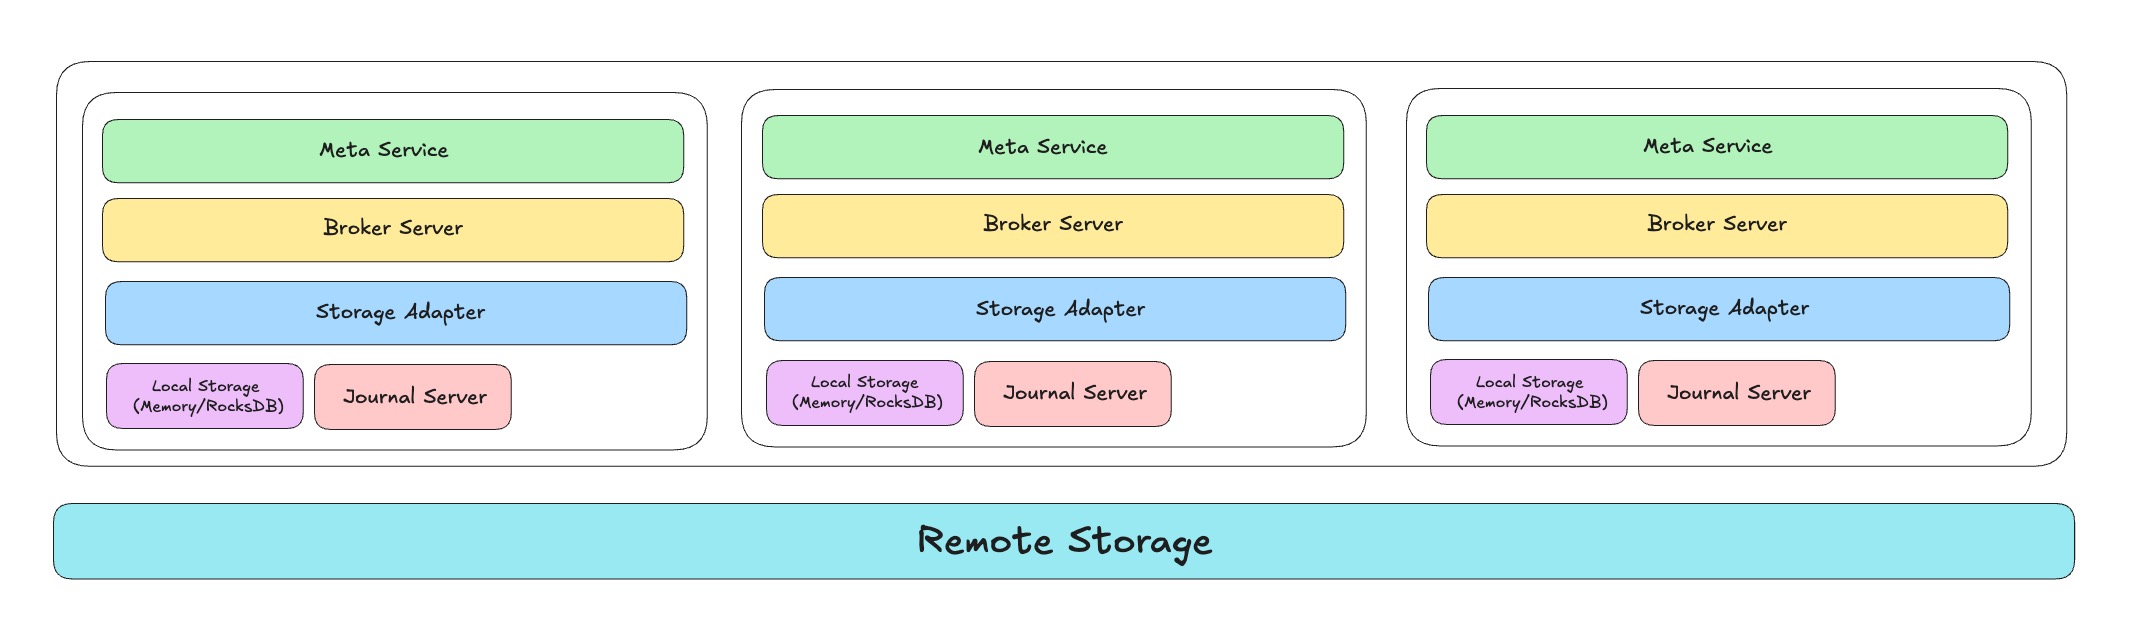 Meta Service
Broker Server
Storage Adapter
Local Storage
(Memory/RocksDB)
Journal Server
Meta Service
Broker Server
Storage Adapter
Local Storage
(Memory/RocksDB)
Journal Server
Meta Service
Broker Server
Storage Adapter
Local Storage
(Memory/RocksDB)
Journal Server
Remote Storage